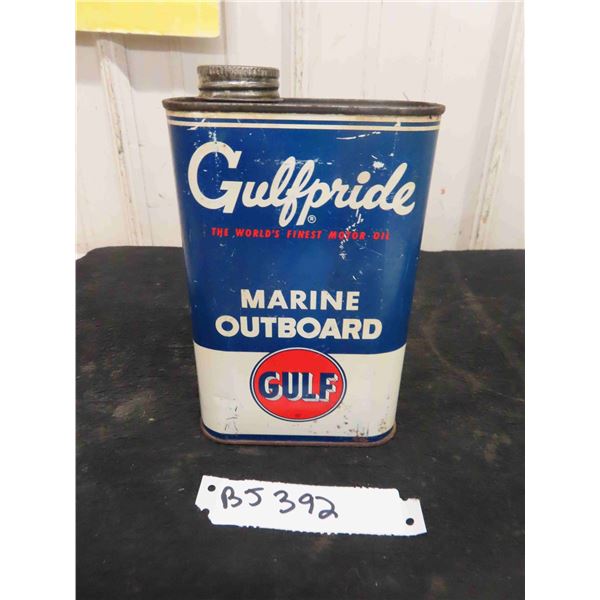 Gulfpride
®
THE WORLD'S FINEST MOTOR OIL
MARINE
OUTBOARD
GULF
BJ 392